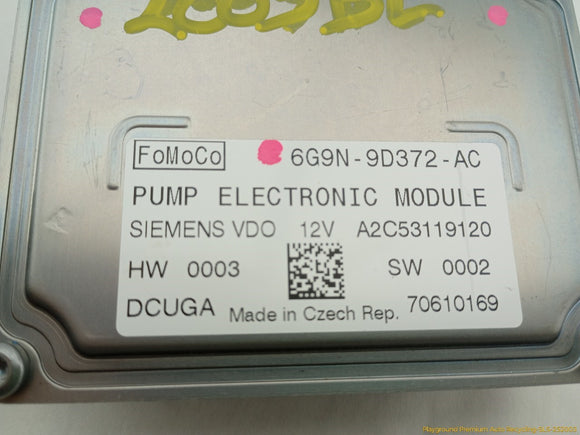 FoMoCo 6G9N-9D372-AC
PUMP ELECTRONIC MODULE
SIEMENS VDO 12V A2C53119120
HW 0003 SW 0002
DCUGA Made in Czech Rep. 70610169